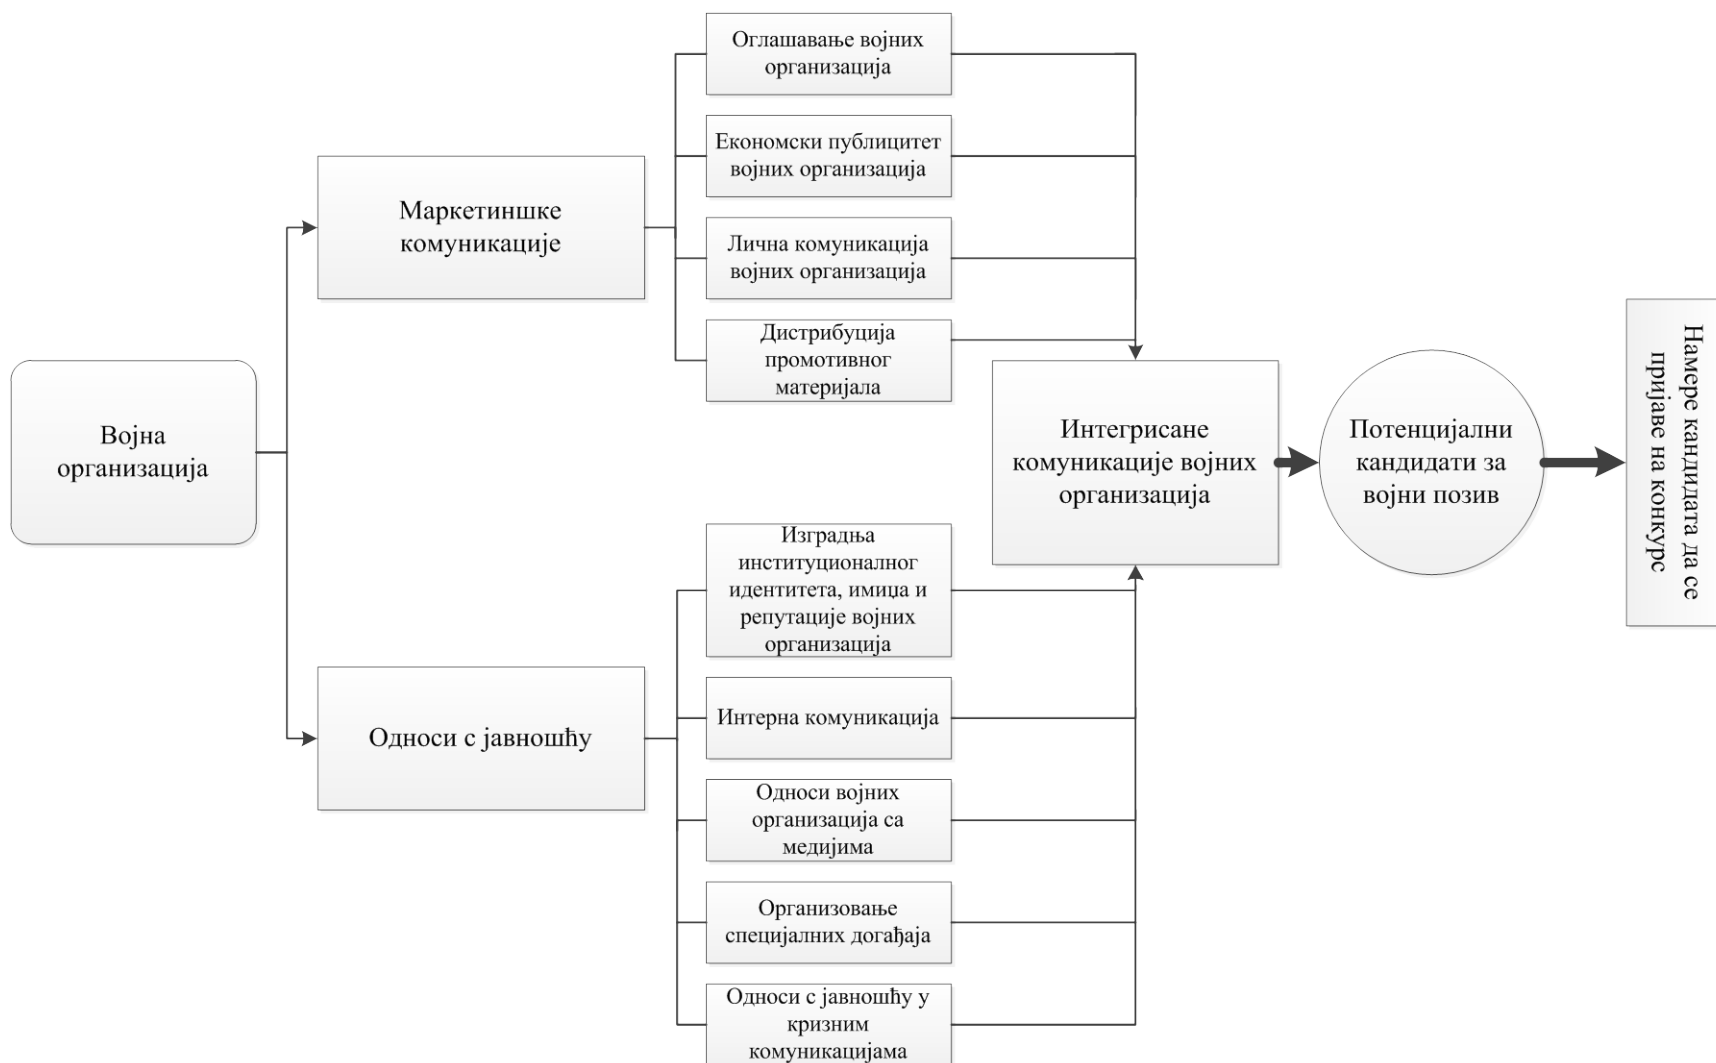 Војна
организација
Маркетиншке
комуникације
Односи с јавношћу
Оглашавање војних
организација
Економски публицитет
војних организација
Лична комуникација
војних организација
Дистрибуција
промотивног
материјала
Изградња
институционалног
идентитета, имиџа и
репутације војних
организација
Интерна комуникација
Односи војних
организација са
медијима
Организовање
специјалних догађаја
Односи с јавношћу у
кризним
комуникацијама
Интегрисане
комуникације војних
организација
Потенцијални
кандидати за
војни позив
Намере кандидата да се
пријаве на конкурс